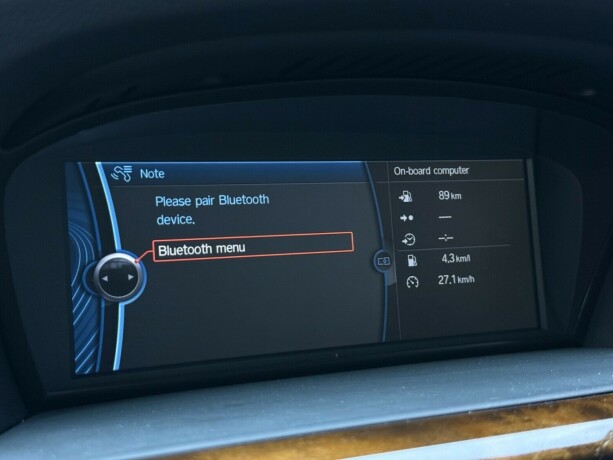 Note
Please pair Bluetooth
device.
Bluetooth menu
On-board computer
89 km
----
--:--
4.3 km/l
27.1 km/h